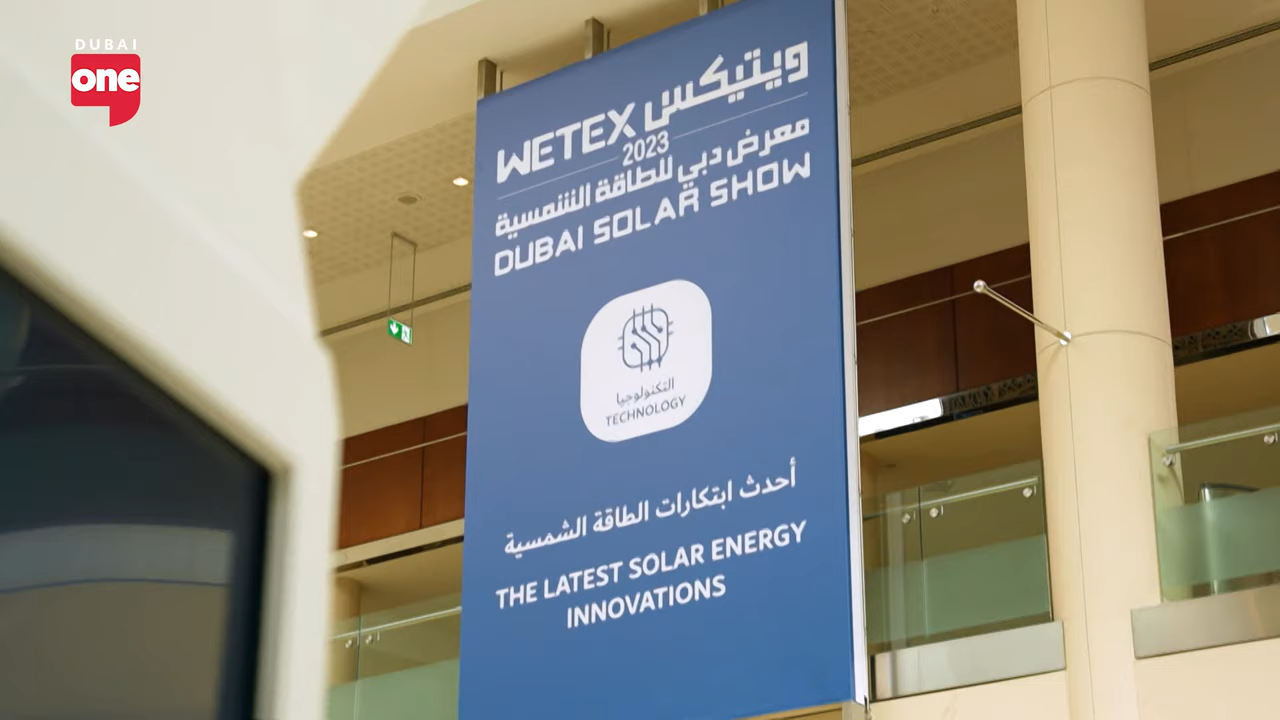 DUBAI
one
ويتيكس
WETEX
2023
معرض دبي للطاقة الشمسية
DUBAI SOLAR SHOW
التكنولوجيا
TECHNOLOGY
أحدث ابتكارات الطاقة الشمسية
THE LATEST SOLAR ENERGY
INNOVATIONS